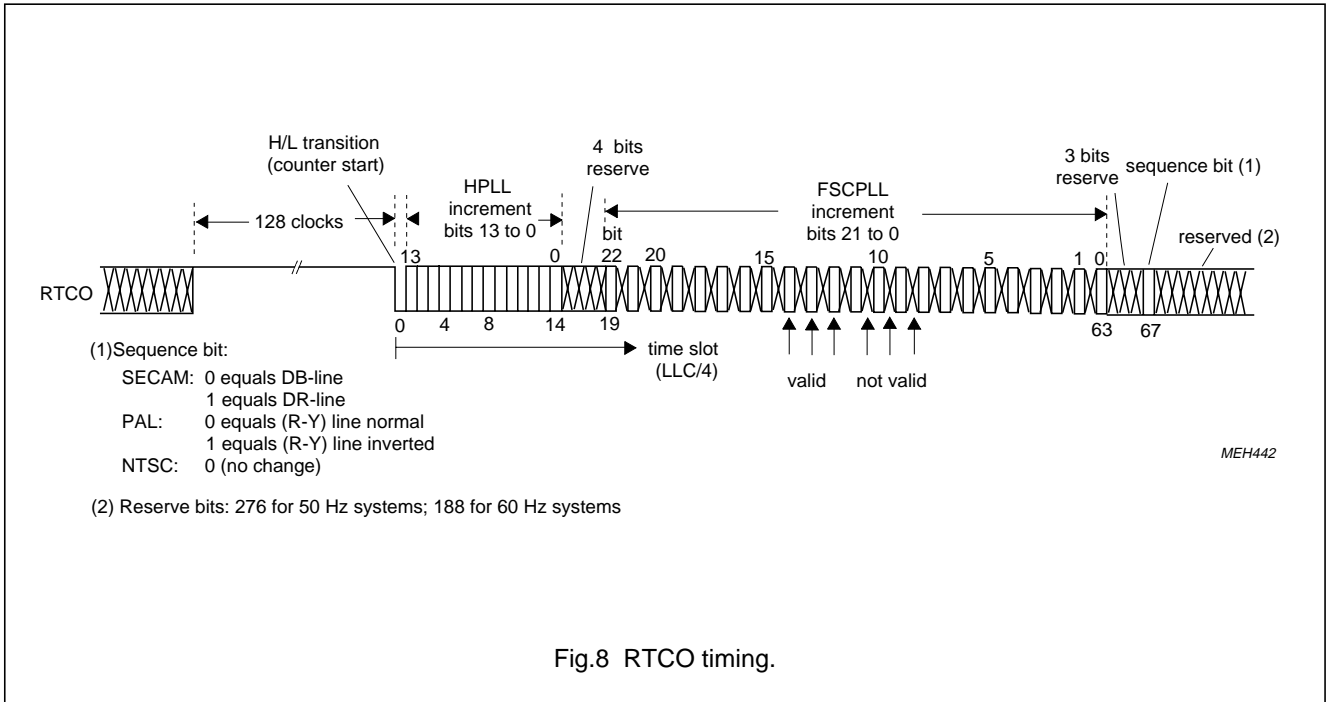 H/L transition
(counter start)
4 bits
reserve
3 bits
reserve
sequence bit (1)
HPLL
increment
bits 13 to 0
FSCPLL
increment
bits 21 to 0
128 clocks
bit
reserved (2)
13
0
22
20
15
10
5
1
0
RTCO
0
4
8
14
19
63
67
time slot
(LLC/4)
valid
not valid
(1)Sequence bit:
SECAM: 0 equals DB-line
1 equals DR-line
PAL: 0 equals (R-Y) line normal
1 equals (R-Y) line inverted
NTSC: 0 (no change)
MEH442
(2) Reserve bits: 276 for 50 Hz systems; 188 for 60 Hz systems
Fig.8 RTCO timing.